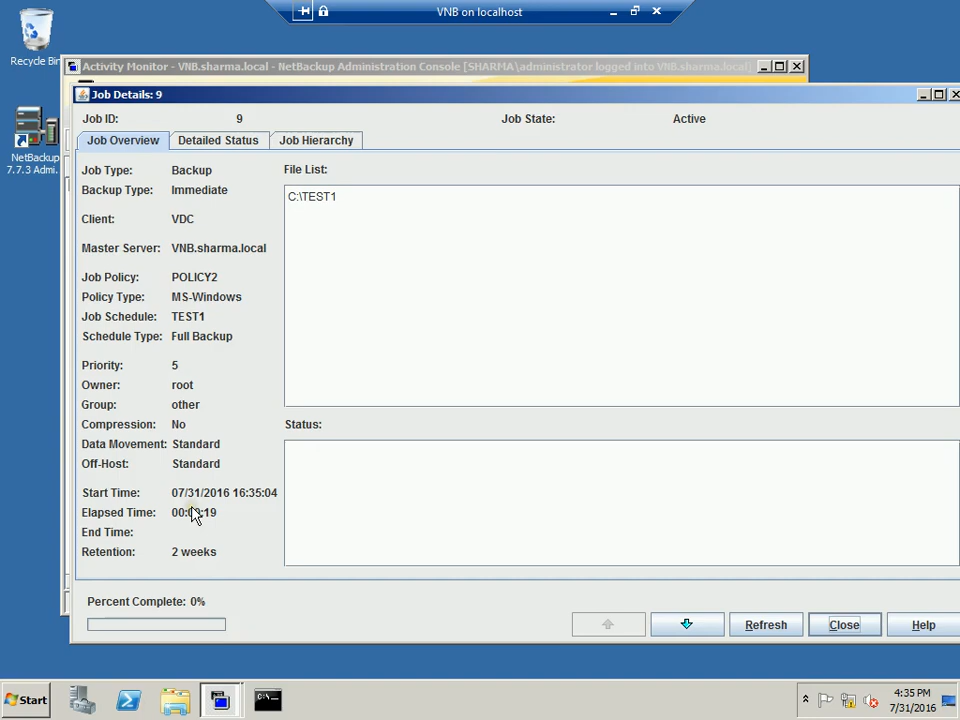 VNB on localhost
Recycle Bin
Activity Monitor - VNB.sharma.local - NetBackup Administration Console [SHARMA\administrator logged into VNB.sharma.local]
Job Details: 9
Job ID: 9 Job State: Active
Job Overview Detailed Status Job Hierarchy
NetBackup
7.7.3 Admi...
Job Type: Backup File List:
Backup Type: Immediate
C:\TEST1
Client: VDC
Master Server: VNB.sharma.local
Job Policy: POLICY2
Policy Type: MS-Windows
Job Schedule: TEST1
Schedule Type: Full Backup
Priority: 5
Owner: root
Group: other
Compression: No Status:
Data Movement: Standard
Off-Host: Standard
Start Time: 07/31/2016 16:35:04
Elapsed Time:
End Time:
Retention: 2 weeks
Percent Complete: 0%
Refresh Close Help
Start
C:\
4:35 PM
7/31/2016